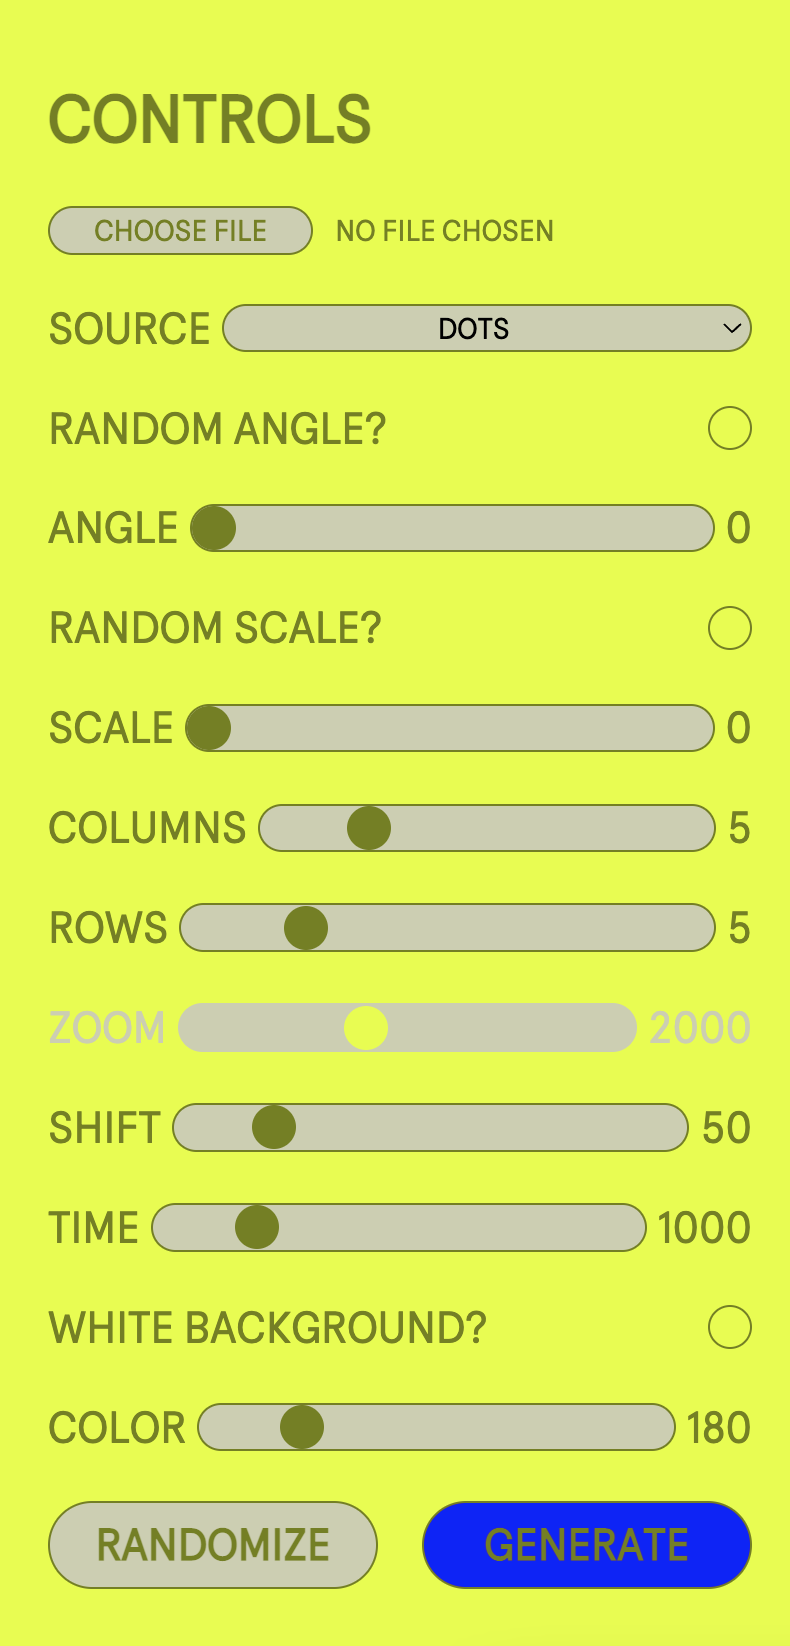 CONTROLS
CHOOSE FILE NO FILE CHOSEN
SOURCE DOTS
RANDOM ANGLE?
ANGLE 0
RANDOM SCALE?
SCALE 0
COLUMNS 5
ROWS 5
ZOOM 2000
SHIFT 50
TIME 1000
WHITE BACKGROUND?
COLOR 180
RANDOMIZE GENERATE